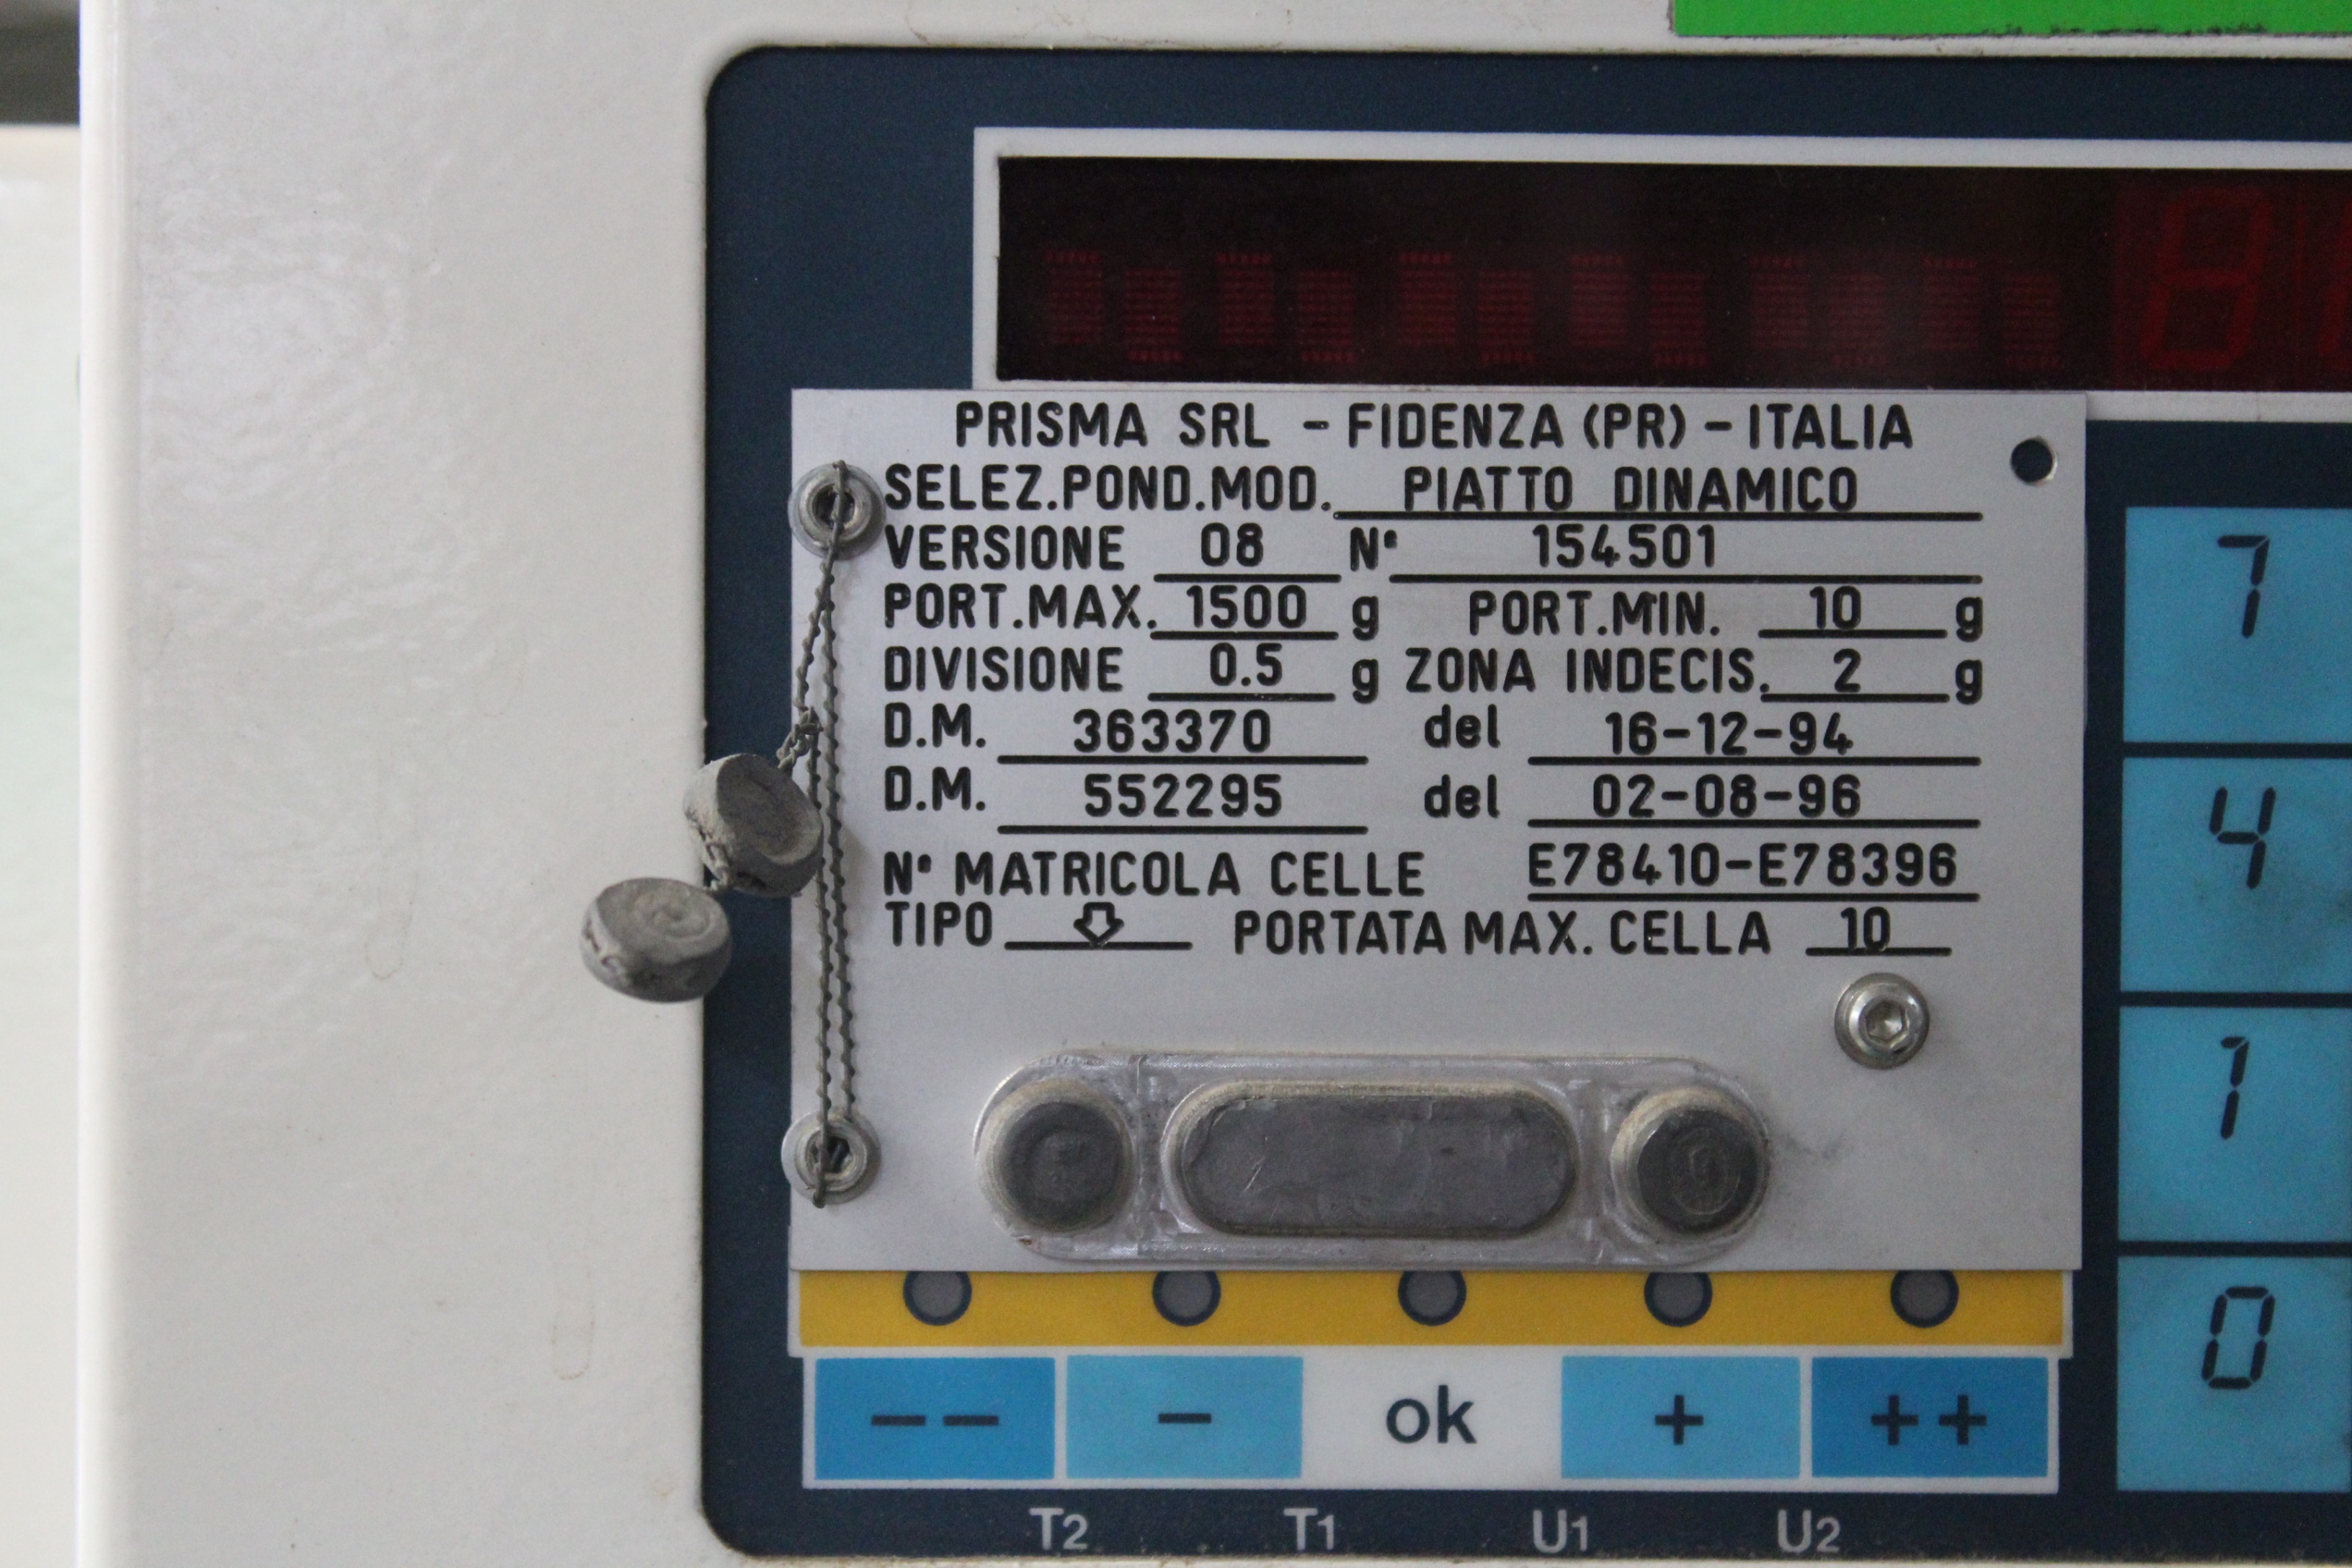 PRISMA SRL - FIDENZA (PR) - ITALIA
SELEZ.POND.MOD. PIATTO DINAMICO
VERSIONE 08 N° 154501
PORT.MAX. 1500 g PORT.MIN. 10 g
DIVISIONE 0.5 g ZONA INDECIS. 2 g
D.M. 363370 del 16-12-94
D.M. 552295 del 02-08-96
N° MATRICOLA CELLE E78410-E78396
TIPO PORTATA MAX. CELLA 10
-- - ok + ++
T2 T1 U1 U2
7
4
1
0